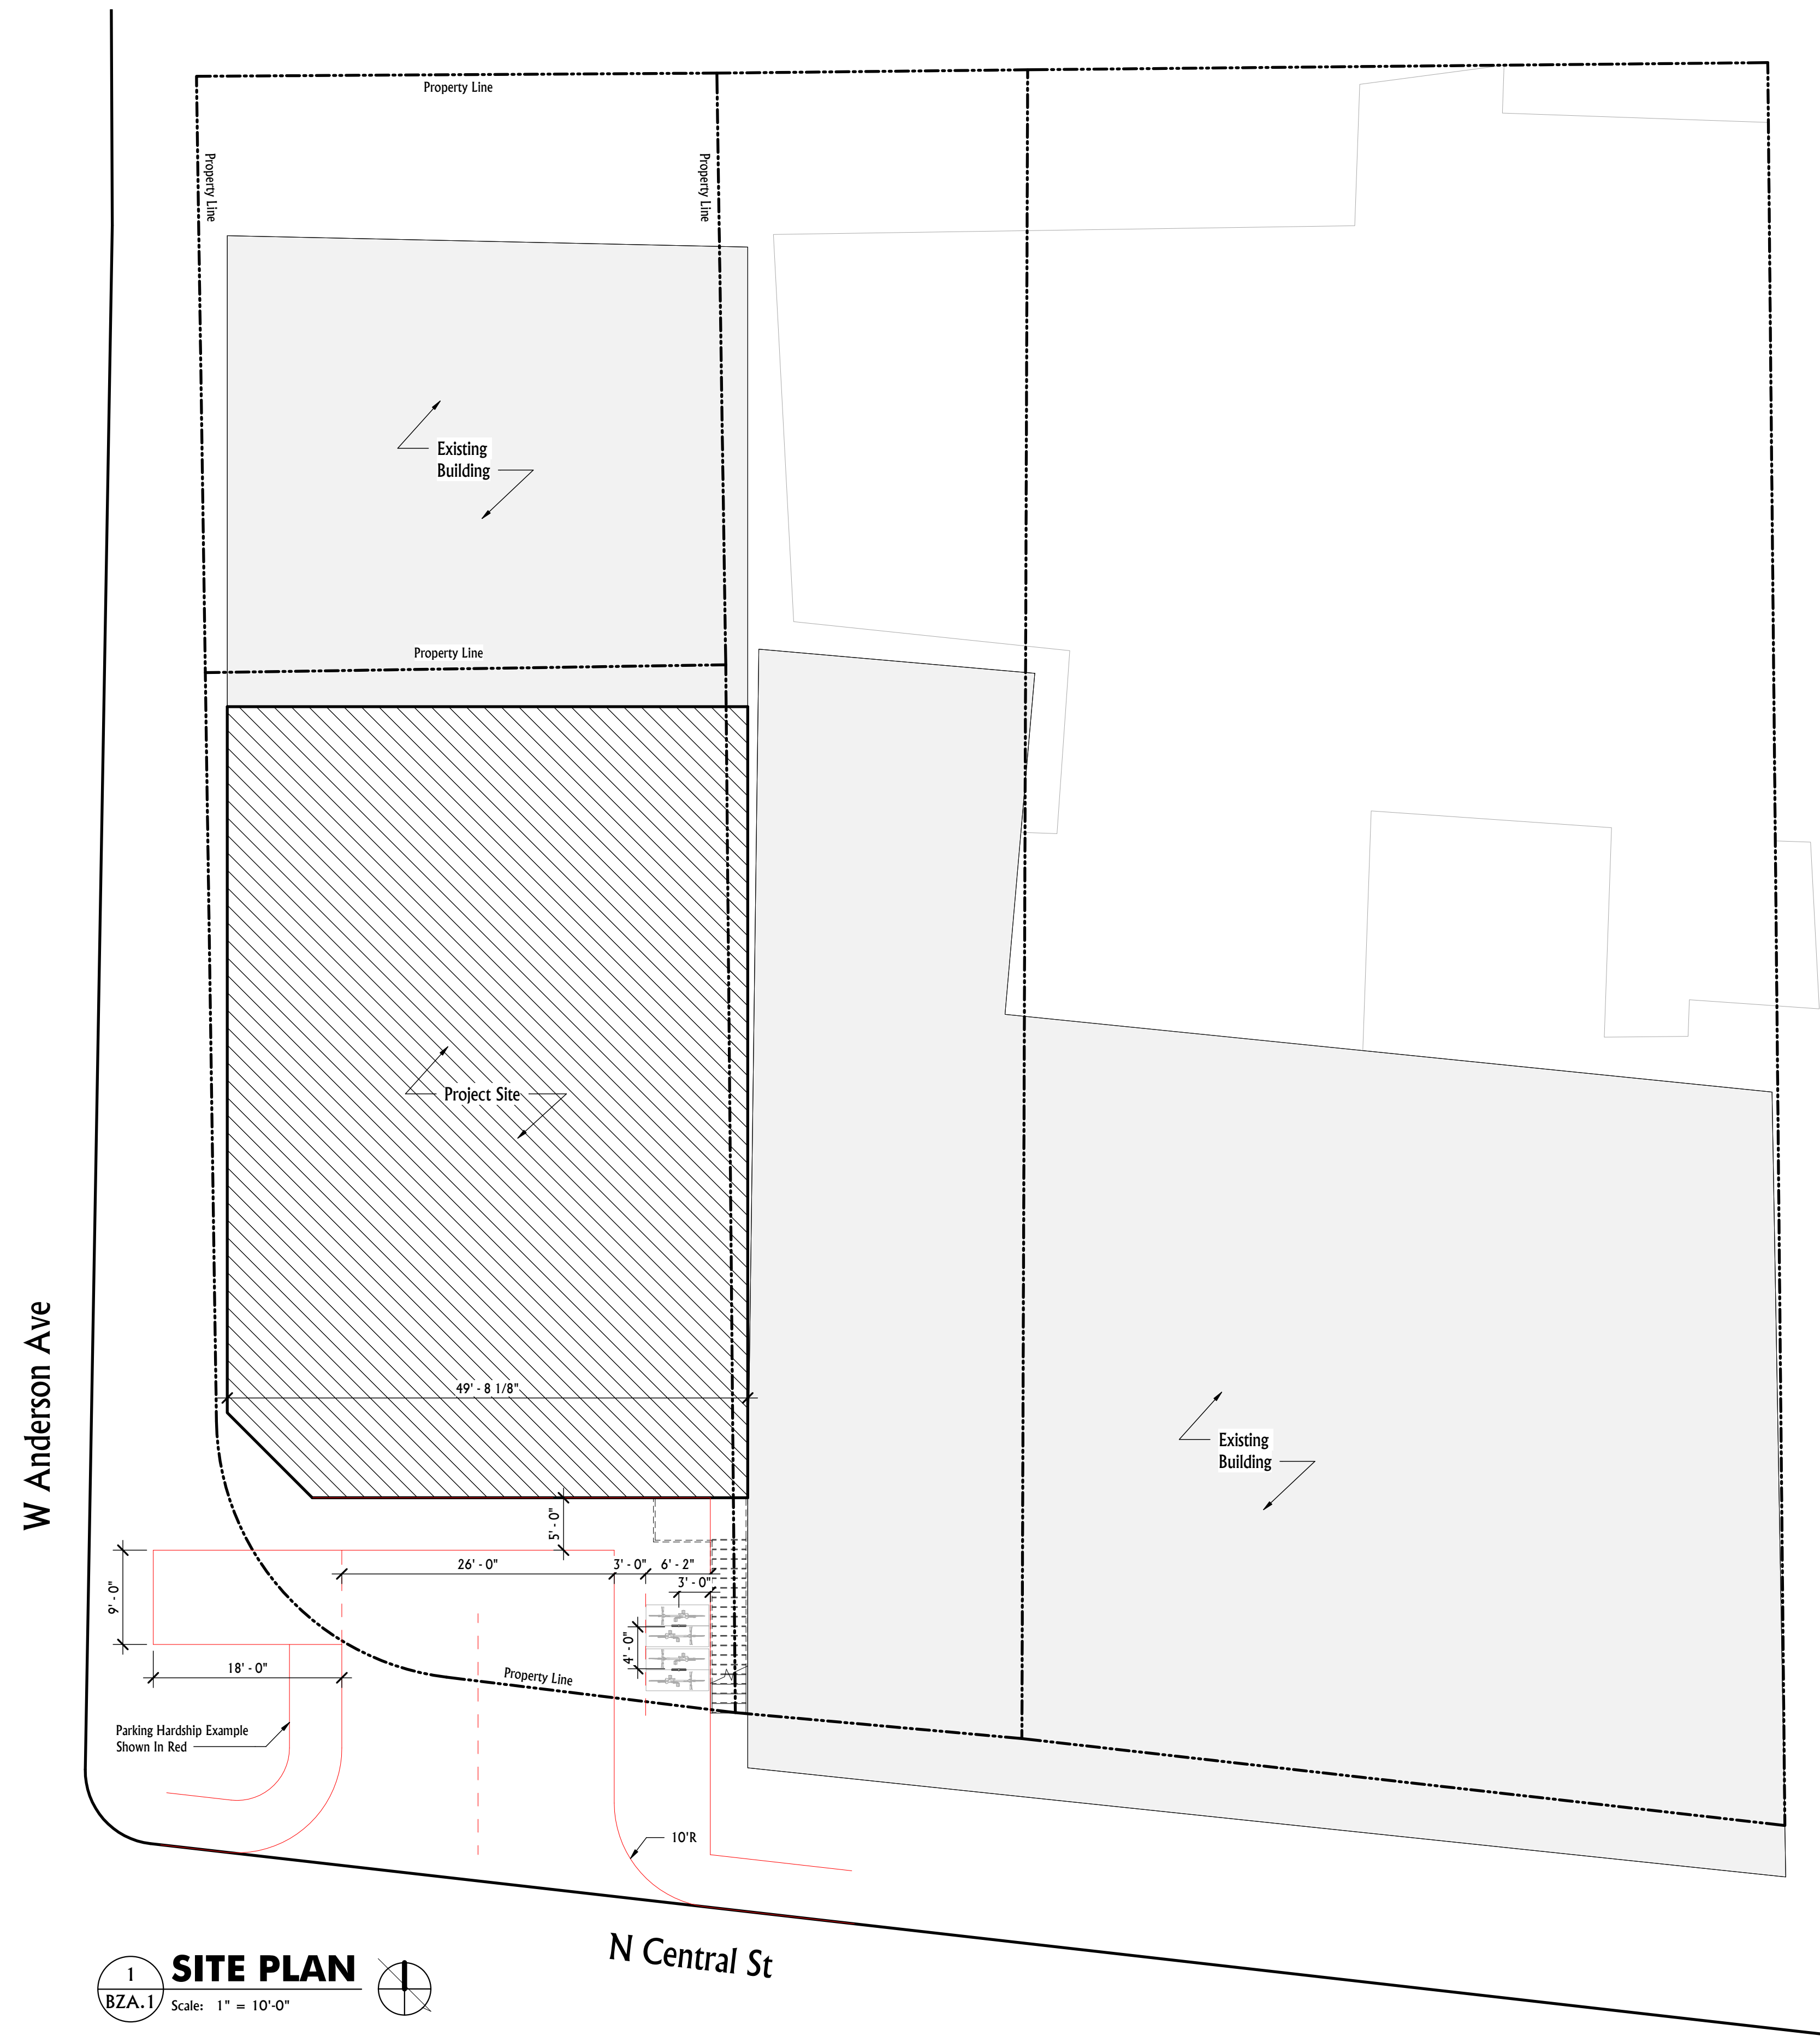 Property Line
Property Line
Property Line
Existing
Building
Property Line
Project Site
W Anderson Ave
49' - 8 1/8"
5' - 0"
26' - 0"
3' - 0"
6' - 2"
3' - 0"
9' - 0"
4' - 0"
18' - 0"
Property Line
Existing
Building
Parking Hardship Example
Shown In Red
10'R
N Central St
1
BZA.1
SITE PLAN
Scale: 1" = 10'-0"